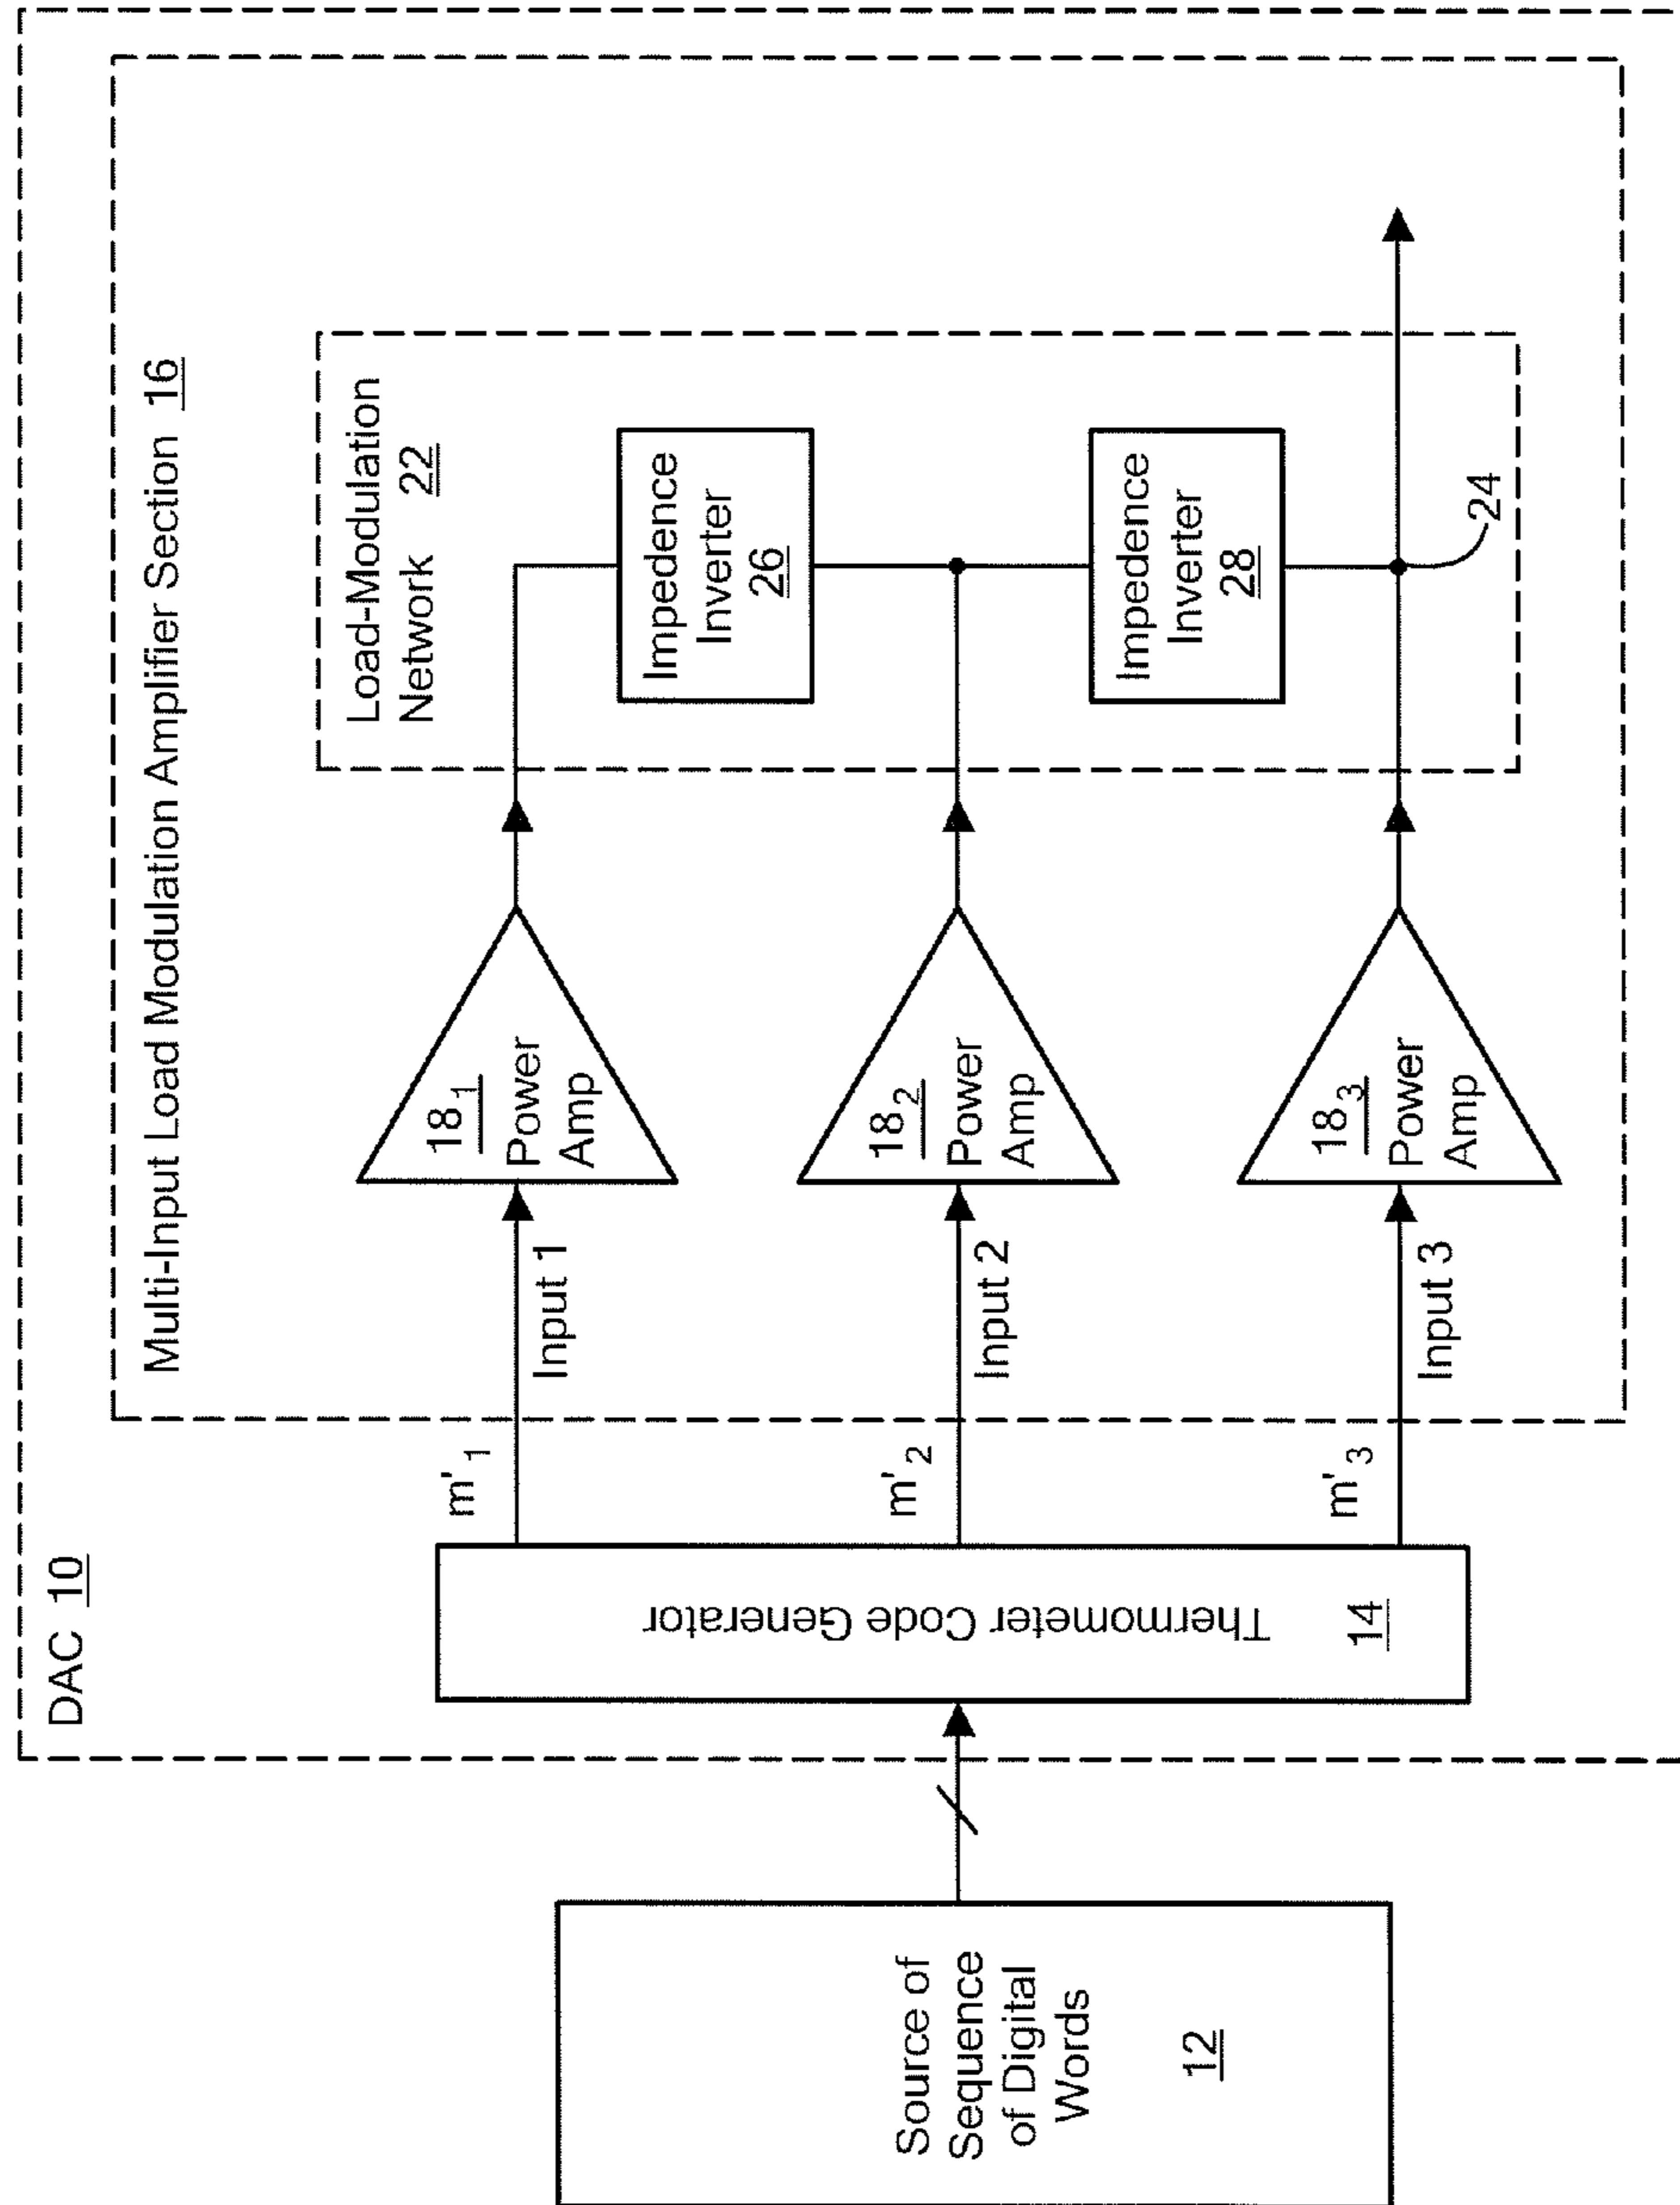 DAC 10
Multi-Input Load Modulation Amplifier Section 16
Load-Modulation
Network 22
Source of
Sequence
of Digital
Words
12
Thermometer Code Generator
14
m'1
m'2
m'3
Input 1
Input 2
Input 3
181
Power
Amp
182
Power
Amp
183
Power
Amp
Impedence
Inverter
26
Impedence
Inverter
28
24